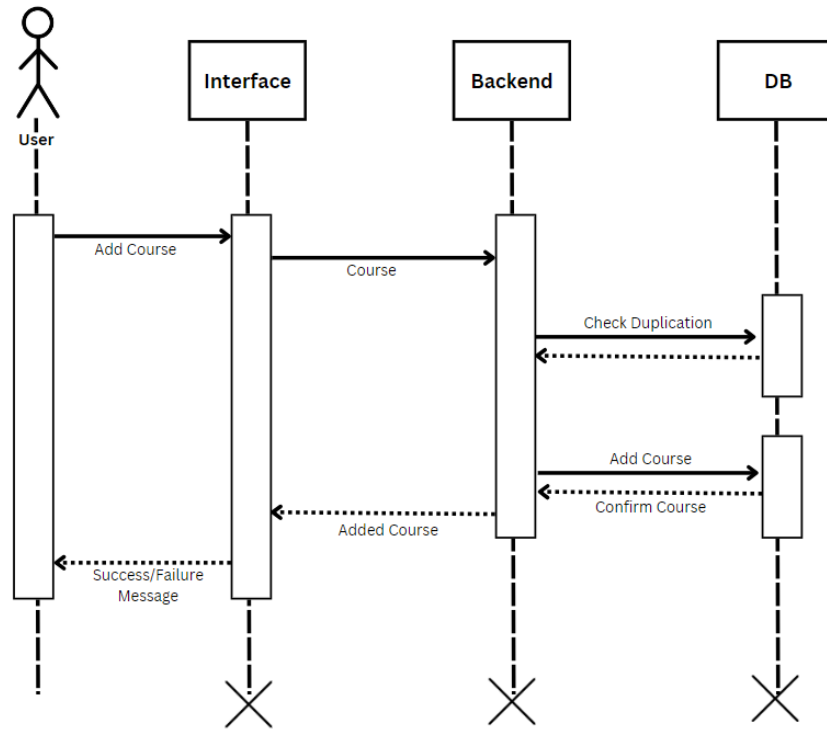 Interface
Backend
DB
User
Add Course
Course
Check Duplication
Add Course
Confirm Course
Added Course
Success/Failure
Message